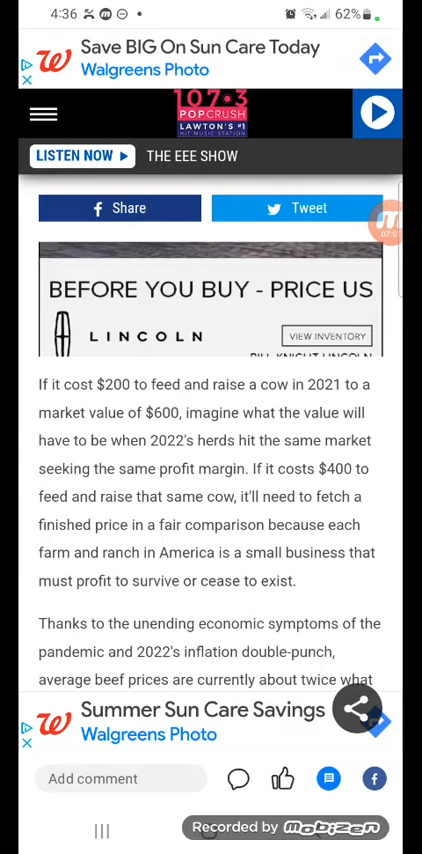 4:36
62%
Save BIG On Sun Care Today
Walgreens Photo
107.3
POPCRUSH
LAWTON'S #1
HIT MUSIC STATION
LISTEN NOW
THE EEE SHOW
Share
Tweet
BEFORE YOU BUY - PRICE US
LINCOLN
VIEW INVENTORY
If it cost $200 to feed and raise a cow in 2021 to a
market value of $600, imagine what the value will
have to be when 2022's herds hit the same market
seeking the same profit margin. If it costs $400 to
feed and raise that same cow, it'll need to fetch a
finished price in a fair comparison because each
farm and ranch in America is a small business that
must profit to survive or cease to exist.
Thanks to the unending economic symptoms of the
pandemic and 2022's inflation double-punch,
average beef prices are currently about twice what
Summer Sun Care Savings
Walgreens Photo
Add comment
Recorded by mobizen